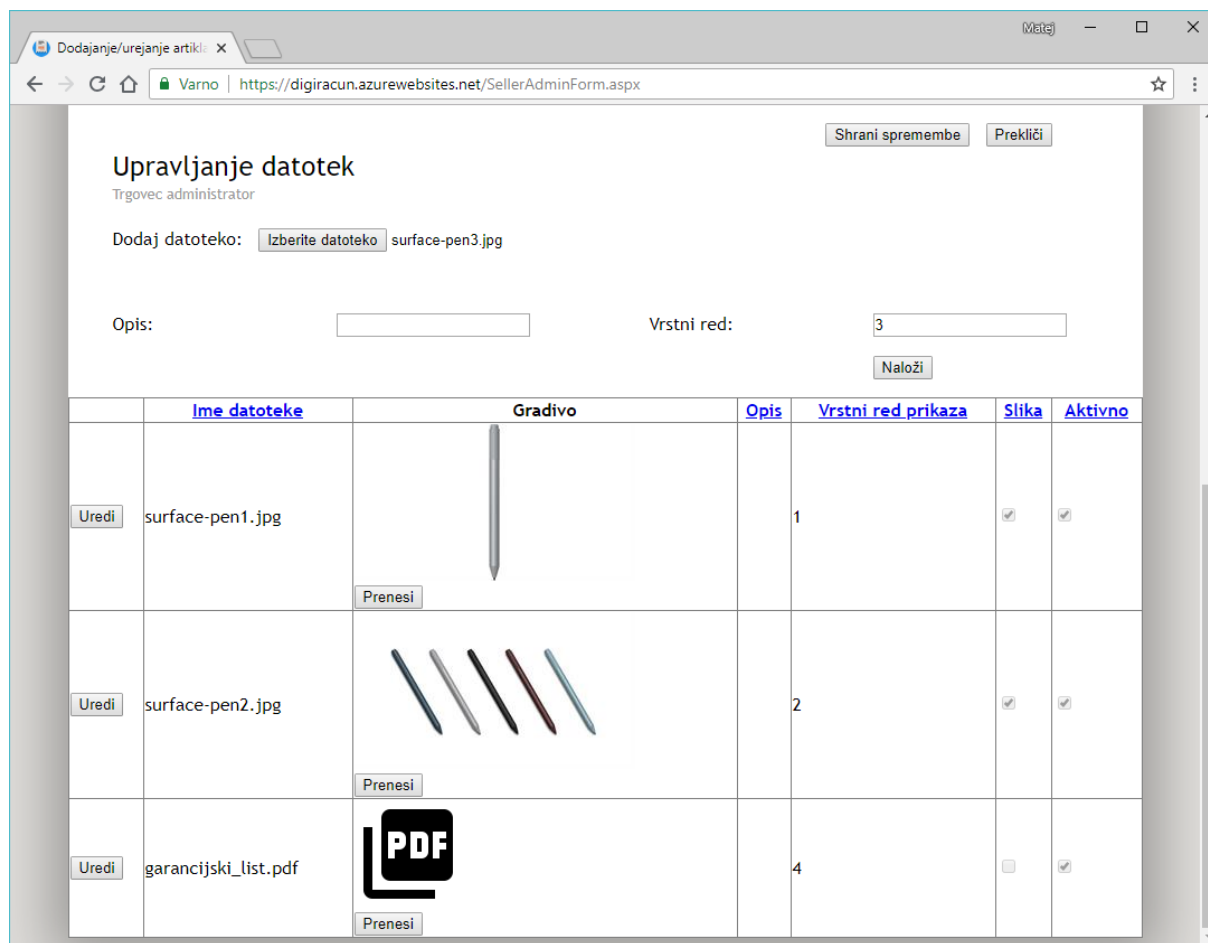 Matej
Dodajanje/urejanje artikla
Varno | https://digiracun.azurewebsites.net/SellerAdminForm.aspx
Shrani spremembe Prekliči
Upravljanje datotek
Trgovec administrator
Dodaj datoteko: Izberite datoteko surface-pen3.jpg
Opis: Vrstni red: 3
Naloži
Ime datoteke Gradivo Opis Vrstni red prikaza Slika Aktivno
Uredi surface-pen1.jpg 1
Prenesi
Uredi surface-pen2.jpg 2
Prenesi
PDF
Uredi garancijski_list.pdf 4
Prenesi